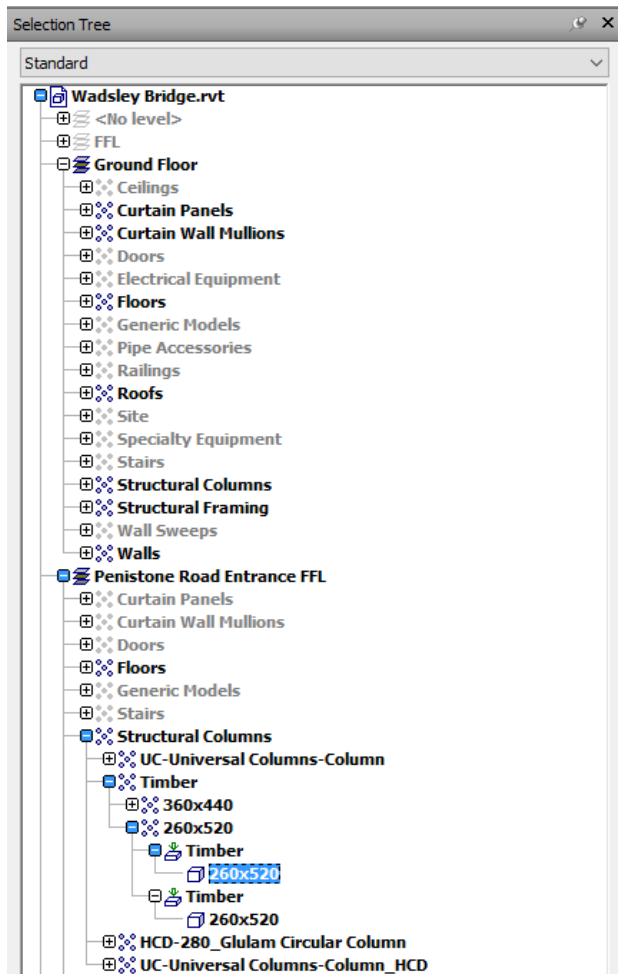 Selection Tree
Standard
Wadsley Bridge.rvt
<No level>
FFL
Ground Floor
Ceilings
Curtain Panels
Curtain Wall Mullions
Doors
Electrical Equipment
Floors
Generic Models
Pipe Accessories
Railings
Roofs
Site
Specialty Equipment
Stairs
Structural Columns
Structural Framing
Wall Sweeps
Walls
Penistone Road Entrance FFL
Curtain Panels
Curtain Wall Mullions
Doors
Floors
Generic Models
Stairs
Structural Columns
UC-Universal Columns-Column
Timber
360x440
260x520
Timber
260x520
Timber
260x520
HCD-280_Glulam Circular Column
UC-Universal Columns-Column_HCD